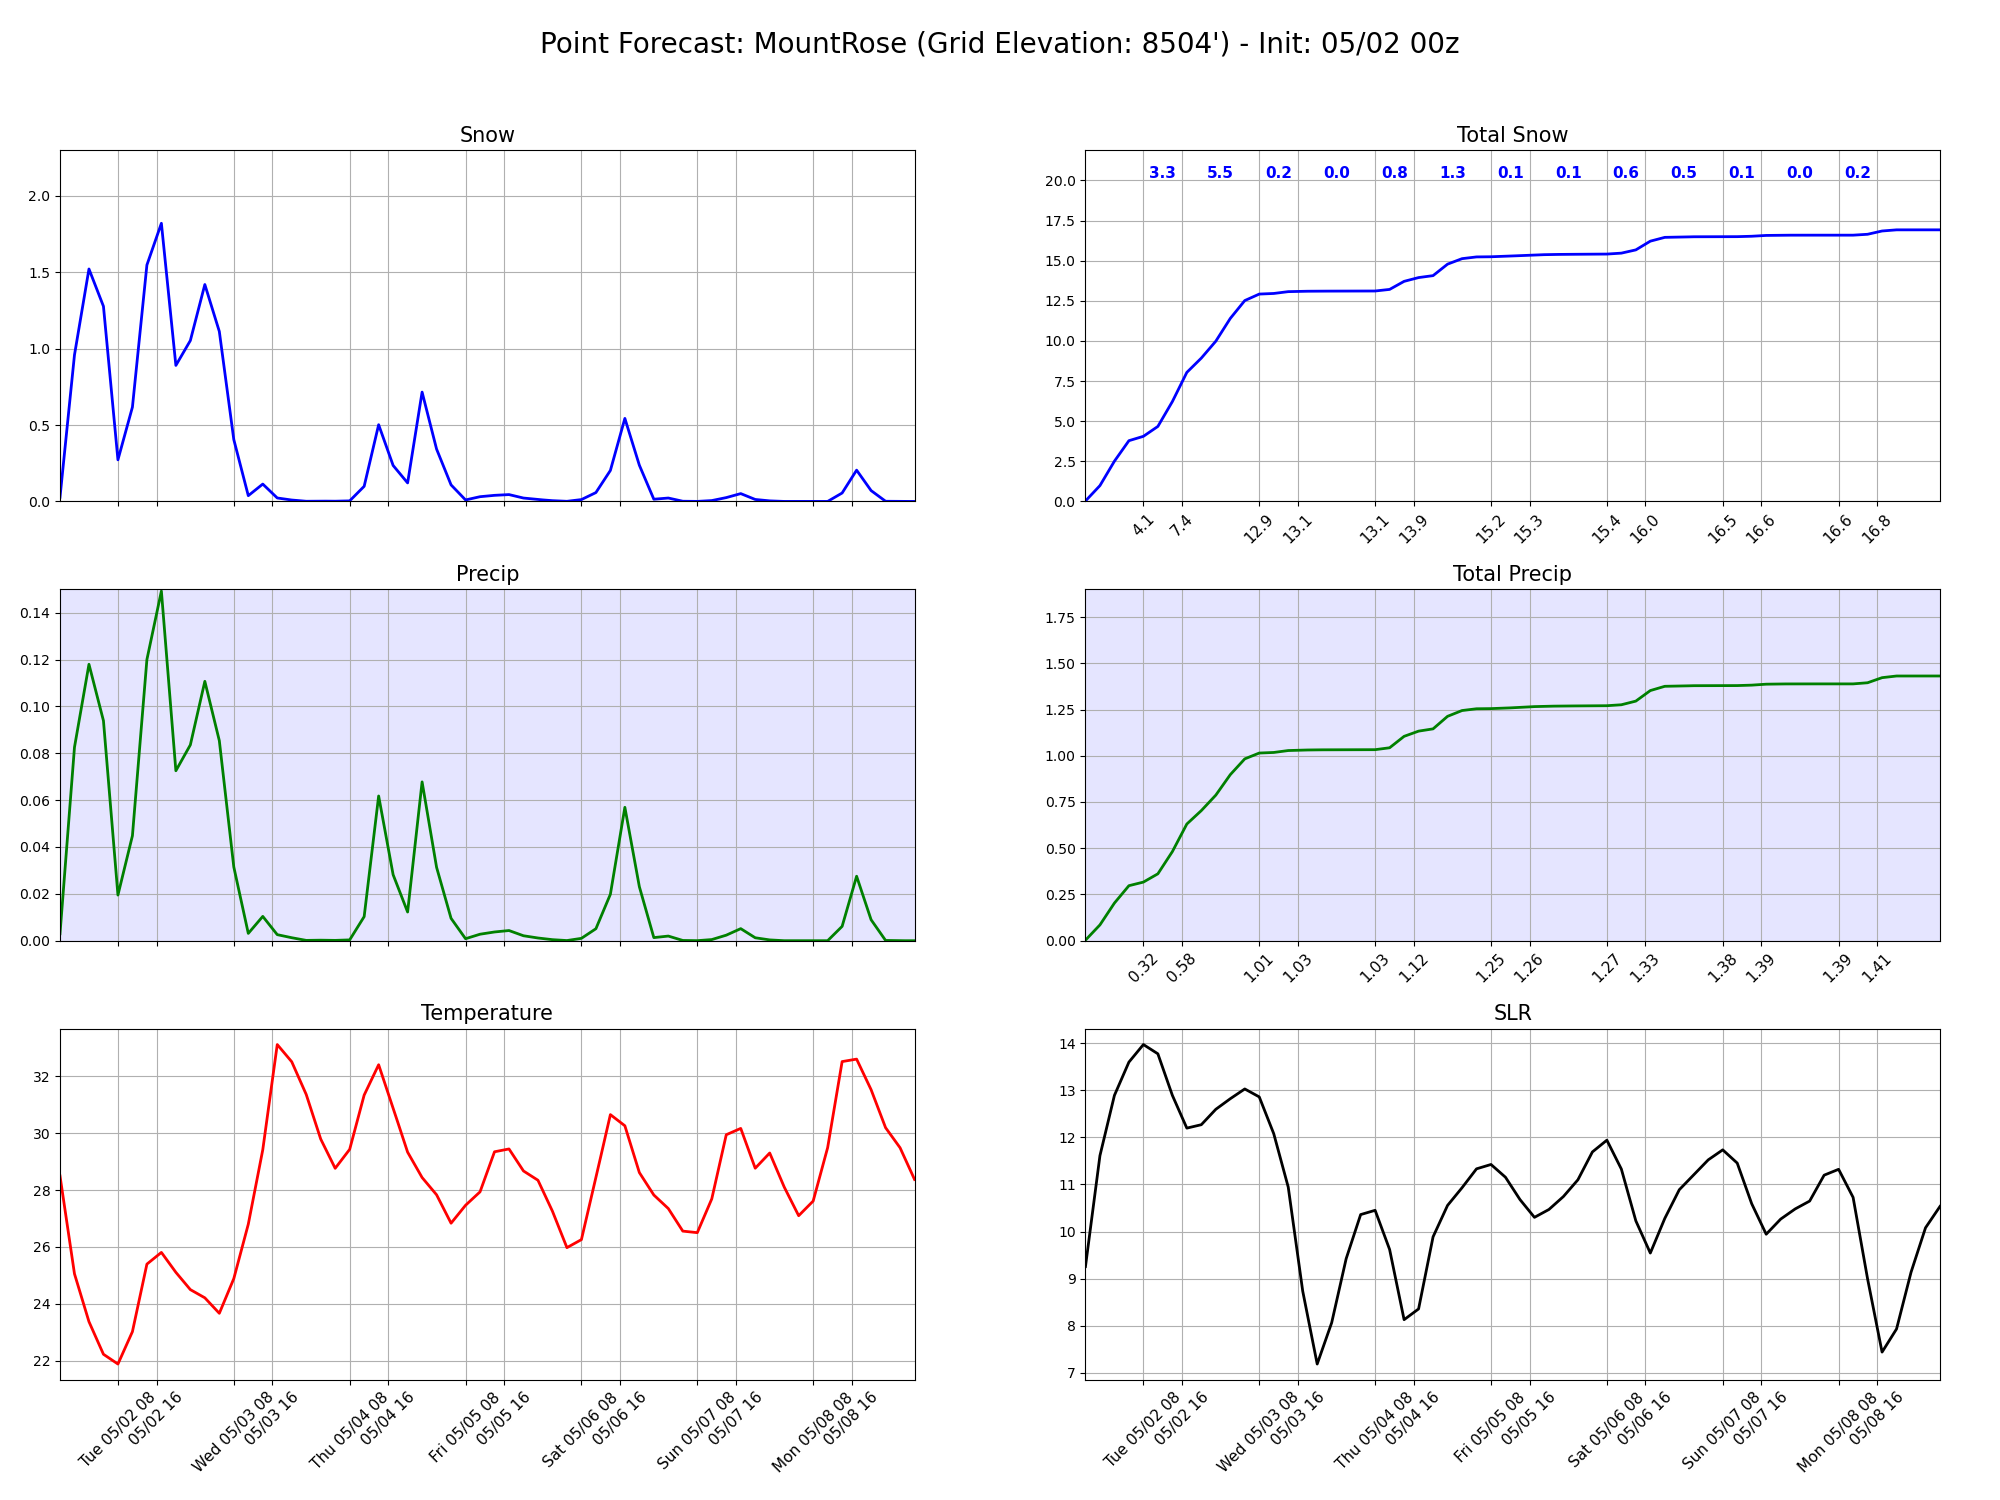 Point Forecast: MountRose (Grid Elevation: 8504') - Init: 05/02 00z
Snow
2.0
1.5
1.0
0.5
0.0
Total Snow
3.3 5.5 0.2 0.0 0.8 1.3 0.1 0.1 0.6 0.5 0.1 0.0 0.2
20.0
17.5
15.0
12.5
10.0
7.5
5.0
2.5
0.0
4.1 7.4 12.9 13.1 13.1 13.9 15.2 15.3 15.4 16.0 16.5 16.6 16.6 16.8
Precip
0.14
0.12
0.10
0.08
0.06
0.04
0.02
0.00
Total Precip
1.75
1.50
1.25
1.00
0.75
0.50
0.25
0.00
0.32 0.58 1.01 1.03 1.03 1.12 1.25 1.26 1.27 1.33 1.38 1.39 1.39 1.41
Temperature
32
30
28
26
24
22
Tue 05/02 08
05/02 16
Wed 05/03 08
05/03 16
Thu 05/04 08
05/04 16
Fri 05/05 08
05/05 16
Sat 05/06 08
05/06 16
Sun 05/07 08
05/07 16
Mon 05/08 08
05/08 16
SLR
14
13
12
11
10
9
8
7
Tue 05/02 08
05/02 16
Wed 05/03 08
05/03 16
Thu 05/04 08
05/04 16
Fri 05/05 08
05/05 16
Sat 05/06 08
05/06 16
Sun 05/07 08
05/07 16
Mon 05/08 08
05/08 16